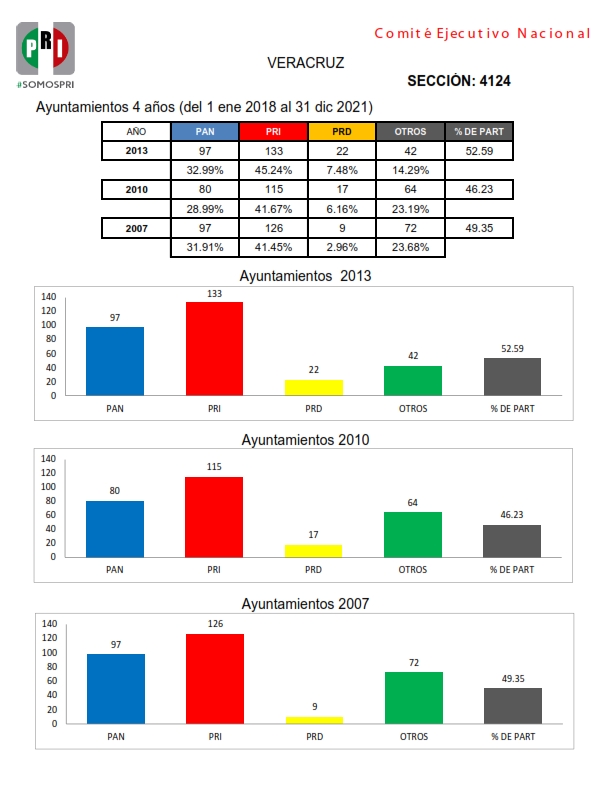 Comité Ejecutivo Nacional
PRI
#SOMOSPRI
VERACRUZ
SECCIÓN: 4124
Ayuntamientos 4 años (del 1 ene 2018 al 31 dic 2021)
AÑO PAN PRI PRD OTROS % DE PART
2013 97 133 22 42 52.59
32.99% 45.24% 7.48% 14.29%
2010 80 115 17 64 46.23
28.99% 41.67% 6.16% 23.19%
2007 97 126 9 72 49.35
31.91% 41.45% 2.96% 23.68%
Ayuntamientos 2013
140
120
100
80
60
40
20
0
97 133 22 42 52.59
PAN PRI PRD OTROS % DE PART
Ayuntamientos 2010
140
120
100
80
60
40
20
0
80 115 17 64 46.23
PAN PRI PRD OTROS % DE PART
Ayuntamientos 2007
140
120
100
80
60
40
20
0
97 126 9 72 49.35
PAN PRI PRD OTROS % DE PART